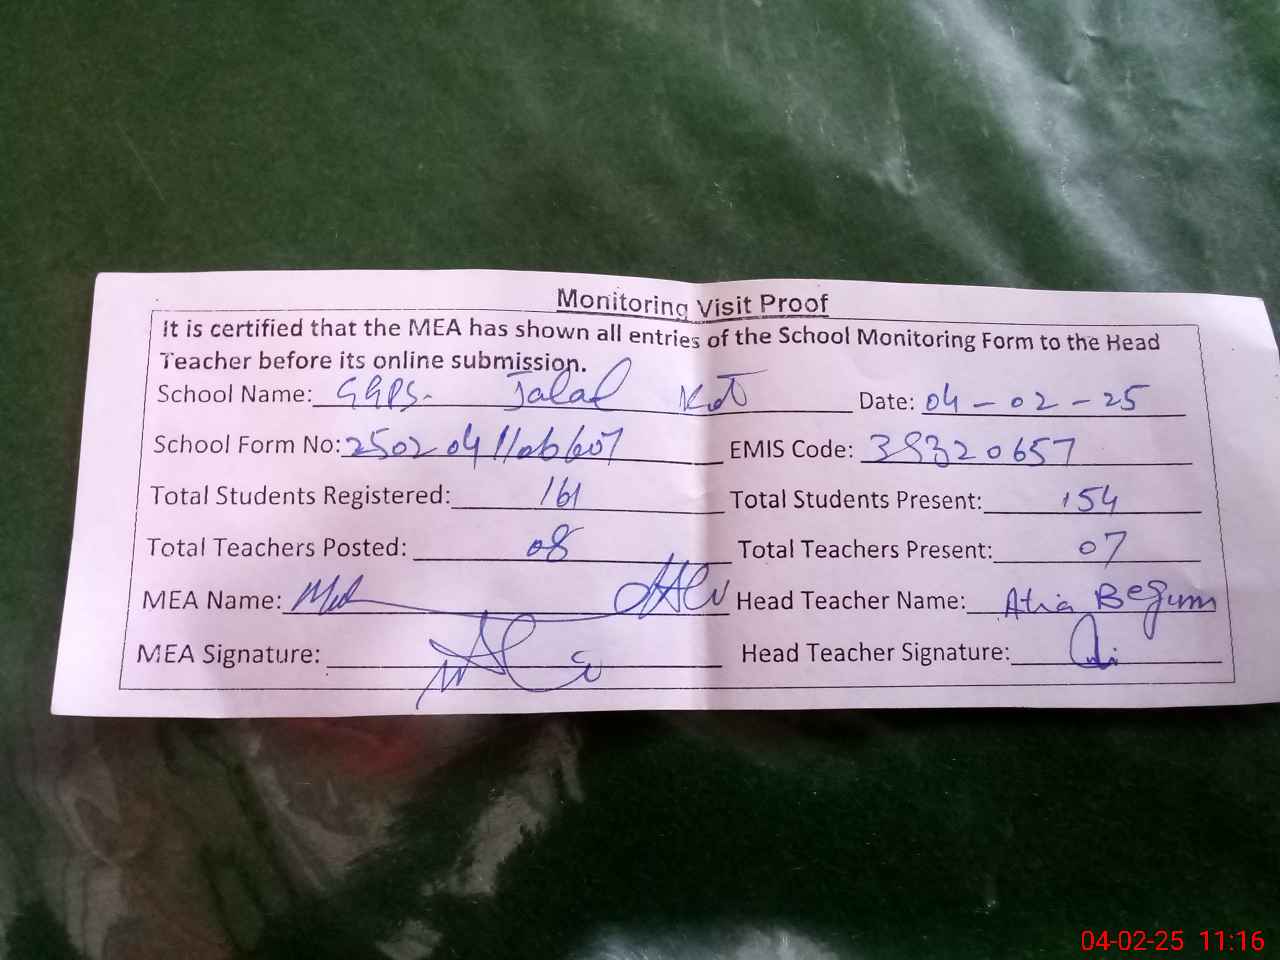 Monitoring Visit Proof
It is certified that the MEA has shown all entries of the School Monitoring Form to the Head
Teacher before its online submission.
School Name: GGPS. Jalal Kot Date: 04-02-25
School Form No: EMIS Code: 38320657
Total Students Registered: 161 Total Students Present: 154
Total Teachers Posted: 08 Total Teachers Present: 07
MEA Name: Head Teacher Name: Atia Begum
MEA Signature: Head Teacher Signature:
04-02-25 11:16